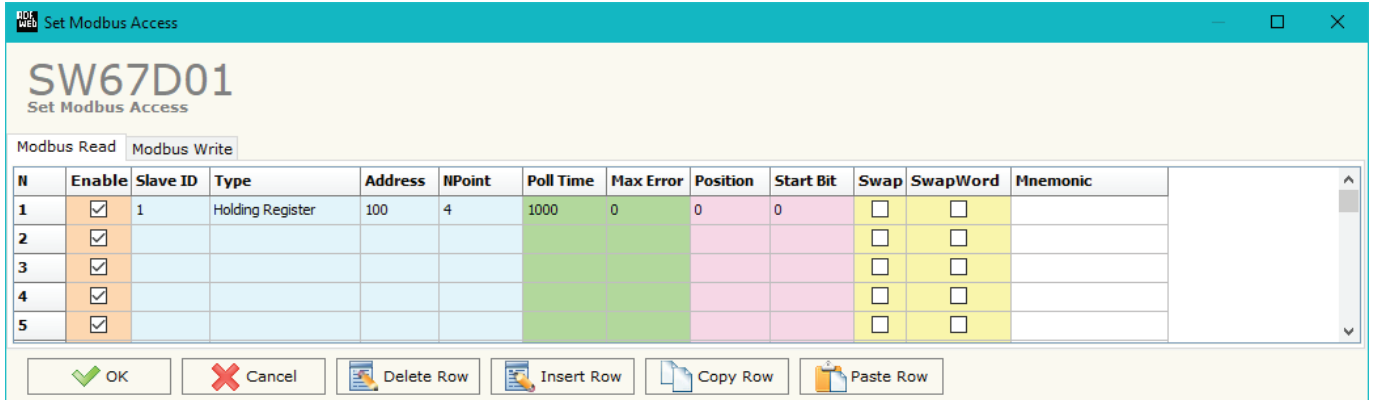 ADF WEB Set Modbus Access
SW67D01
Set Modbus Access
Modbus Read Modbus Write
N Enable Slave ID Type Address NPoint Poll Time Max Error Position Start Bit Swap SwapWord Mnemonic
1 1 Holding Register 100 4 1000 0 0 0
2
3
4
5
OK Cancel Delete Row Insert Row Copy Row Paste Row